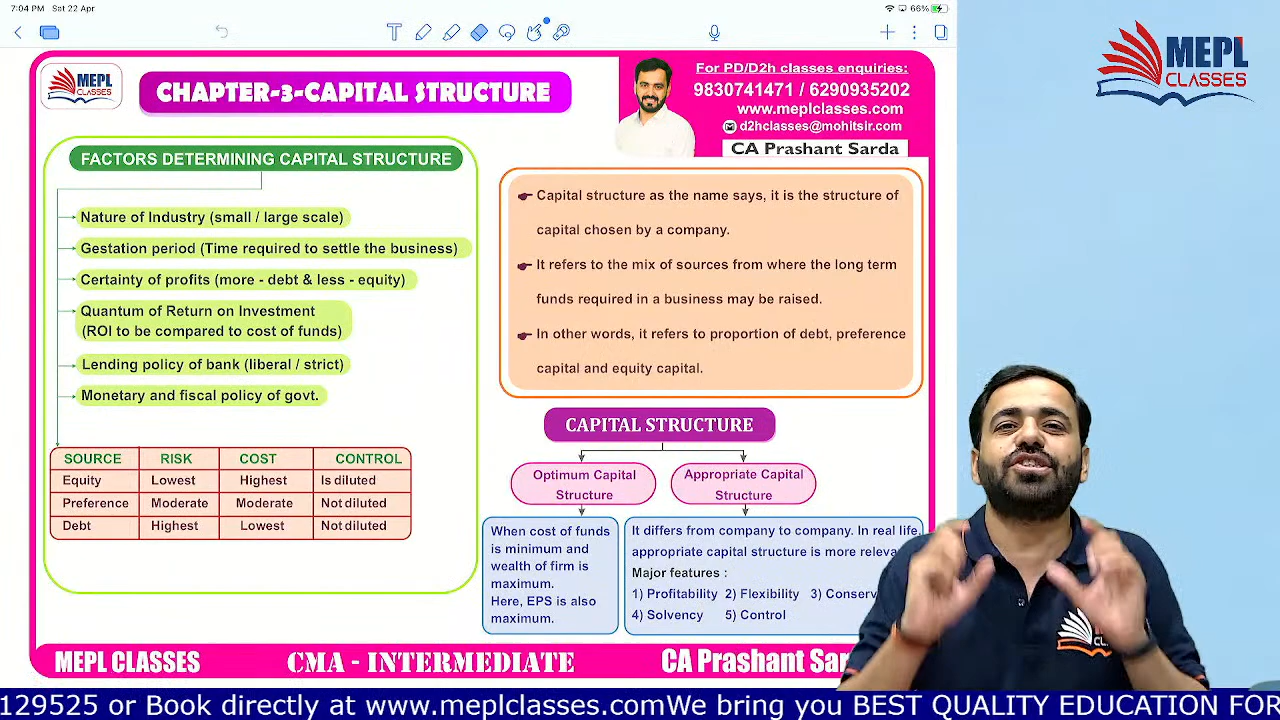 7:04 PM Sat 22 Apr
66%
MEPL
CLASSES
CHAPTER-3-CAPITAL STRUCTURE
For PD/D2h classes enquiries:
9830741471 / 6290935202
www.meplclasses.com
d2hclasses@mohitsir.com
CA Prashant Sarda
MEPL
CLASSES
FACTORS DETERMINING CAPITAL STRUCTURE
Nature of Industry (small / large scale)
Gestation period (Time required to settle the business)
Certainty of profits (more - debt & less - equity)
Quantum of Return on Investment
(ROI to be compared to cost of funds)
Lending policy of bank (liberal / strict)
Monetary and fiscal policy of govt.
SOURCE RISK COST CONTROL
Equity Lowest Highest Is diluted
Preference Moderate Moderate Not diluted
Debt Highest Lowest Not diluted
Capital structure as the name says, it is the structure of
capital chosen by a company.
It refers to the mix of sources from where the long term
funds required in a business may be raised.
In other words, it refers to proportion of debt, preference
capital and equity capital.
CAPITAL STRUCTURE
Optimum Capital
Structure
Appropriate Capital
Structure
When cost of funds
is minimum and
wealth of firm is
maximum.
Here, EPS is also
maximum.
It differs from company to company. In real life,
appropriate capital structure is more releva
Major features :
1) Profitability 2) Flexibility 3) Conserv
4) Solvency 5) Control
MEPL CLASSES CMA - INTERMEDIATE CA Prashant Sar
129525 or Book directly at www.meplclasses.comWe bring you BEST QUALITY EDUCATION FOR